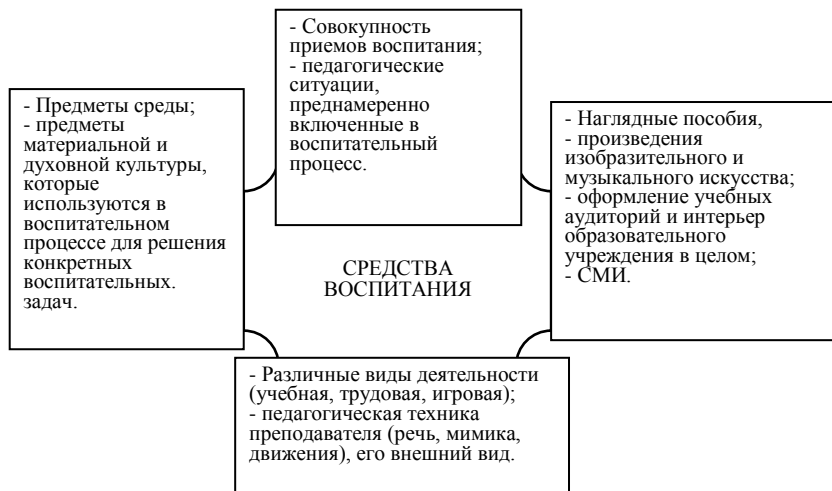 - Совокупность
приемов воспитания;
- педагогические
ситуации,
преднамеренно
включенные в
воспитательный
процесс.
- Предметы среды;
- предметы
материальной и
духовной культуры,
которые
используются в
воспитательном
процессе для решения
конкретных
воспитательных.
задач.
- Наглядные пособия,
- произведения
изобразительного и
музыкального искусства;
- оформление учебных
аудиторий и интерьер
образовательного
учреждения в целом;
- СМИ.
СРЕДСТВА
ВОСПИТАНИЯ
- Различные виды деятельности
(учебная, трудовая, игровая);
- педагогическая техника
преподавателя (речь, мимика,
движения), его внешний вид.